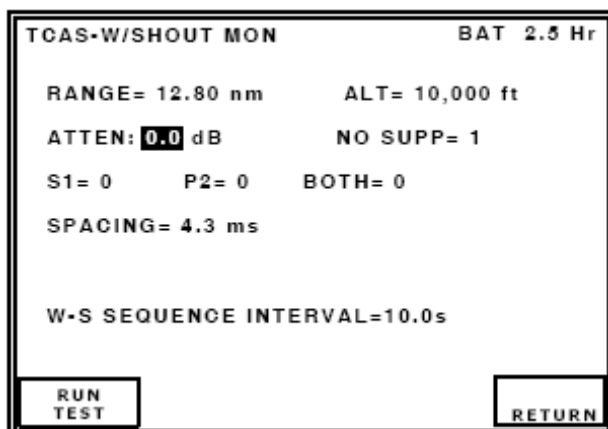 TCAS-W/SHOUT MON BAT 2.5 Hr
RANGE= 12.80 nm ALT= 10,000 ft
ATTEN: 0.0 dB NO SUPP= 1
S1= 0 P2= 0 BOTH= 0
SPACING= 4.3 ms
W-S SEQUENCE INTERVAL=10.0s
RUN
TEST
RETURN